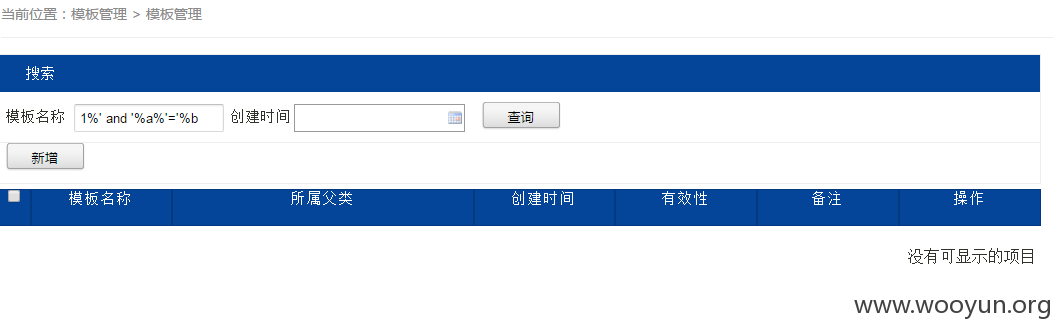 当前位置：模板管理 > 模板管理
搜索
模板名称 1%' and '%a%'='%b 创建时间 查询
新增
模板名称 所属父类 创建时间 有效性 备注 操作
没有可显示的项目
www.wooyun.org